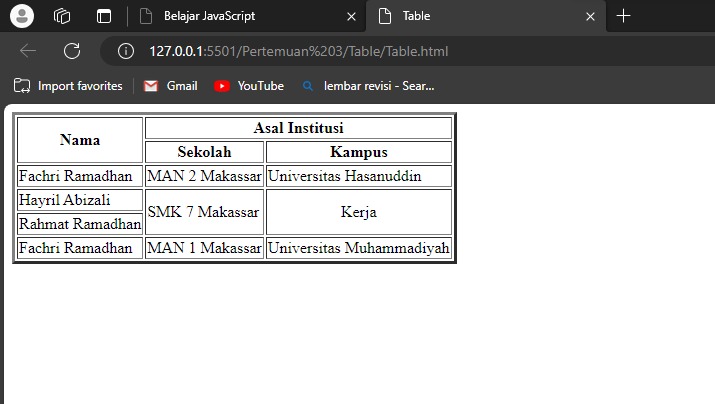 Belajar JavaScript
Table
127.0.0.1:5501/Pertemuan%203/Table/Table.html
Import favorites
Gmail
YouTube
lembar revisi - Sear...
Nama
Asal Institusi
Sekolah
Kampus
Fachri Ramadhan
MAN 2 Makassar
Universitas Hasanuddin
Hayril Abizali
SMK 7 Makassar
Kerja
Rahmat Ramadhan
Fachri Ramadhan
MAN 1 Makassar
Universitas Muhammadiyah